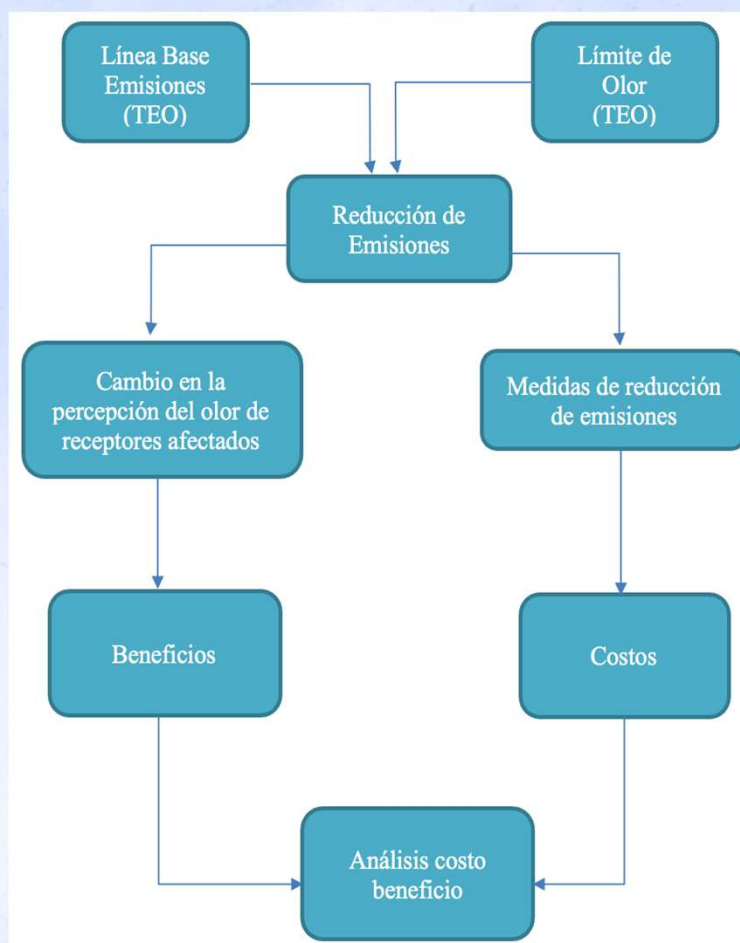 Línea Base
Emisiones
(TEO)
Límite de
Olor
(TEO)
Reducción de
Emisiones
Cambio en la
percepción del olor de
receptores afectados
Medidas de reducción
de emisiones
Beneficios
Costos
Análisis costo
beneficio